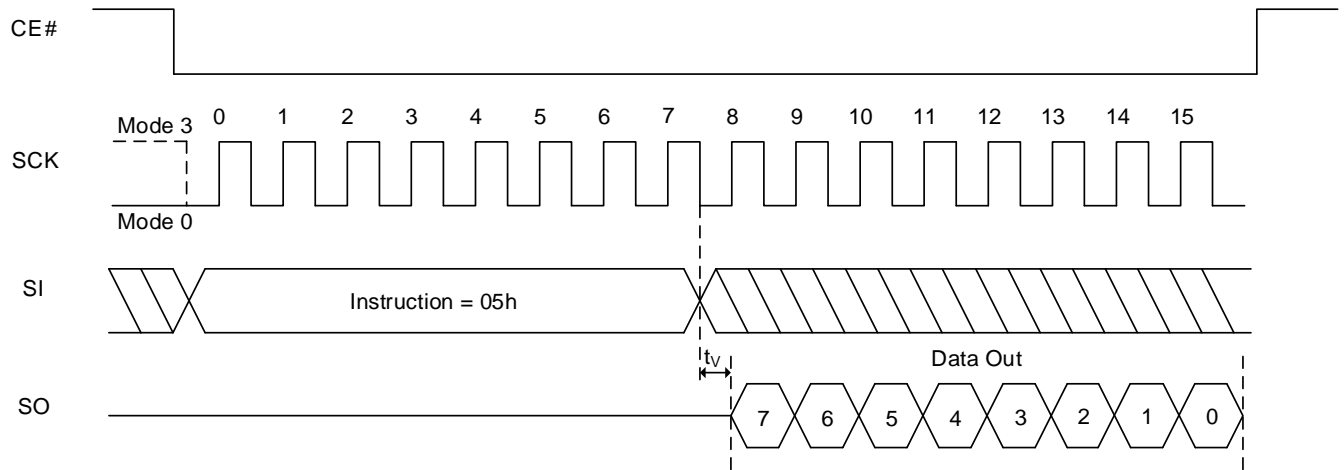 CE#
0 1 2 3 4 5 6 7 8 9 10 11 12 13 14 15
Mode 3
SCK
Mode 0
SI
Instruction = 05h
tV
Data Out
SO
7 6 5 4 3 2 1 0